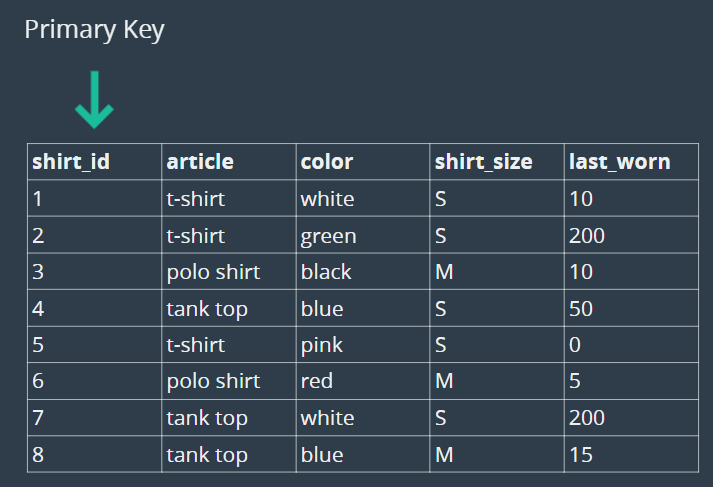 Primary Key
shirt_id article color shirt_size last_worn
1 t-shirt white S 10
2 t-shirt green S 200
3 polo shirt black M 10
4 tank top blue S 50
5 t-shirt pink S 0
6 polo shirt red M 5
7 tank top white S 200
8 tank top blue M 15